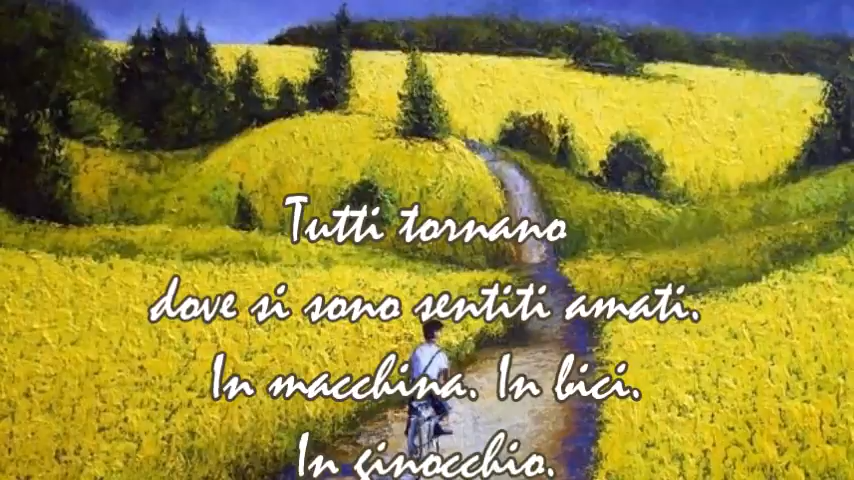 Tutti tornano
dove si sono sentiti amati.
In macchina. In bici.
In ginocchio.